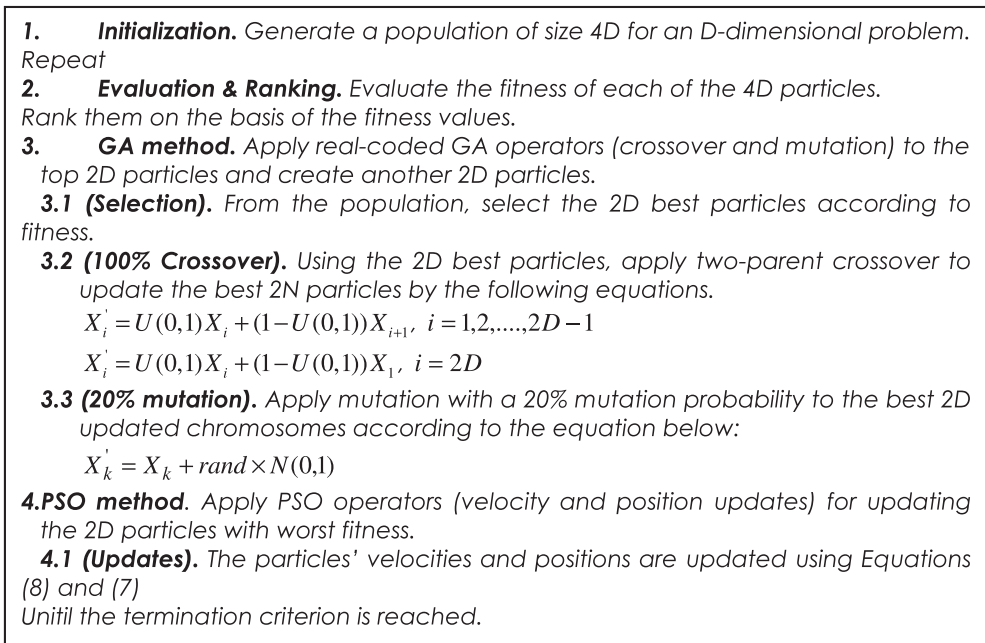 1. Initialization. Generate a population of size 4D for an D-dimensional problem.
Repeat
2. Evaluation & Ranking. Evaluate the fitness of each of the 4D particles.
Rank them on the basis of the fitness values.
3. GA method. Apply real-coded GA operators (crossover and mutation) to the
top 2D particles and create another 2D particles.
3.1 (Selection). From the population, select the 2D best particles according to
fitness.
3.2 (100% Crossover). Using the 2D best particles, apply two-parent crossover to
update the best 2N particles by the following equations.
X_i' = U(0,1)X_i + (1−U(0,1))X_{i+1}, i = 1,2,....,2D−1
X_i' = U(0,1)X_i + (1−U(0,1))X_1, i = 2D
3.3 (20% mutation). Apply mutation with a 20% mutation probability to the best 2D
updated chromosomes according to the equation below:
X_k' = X_k + rand × N(0,1)
4.PSO method. Apply PSO operators (velocity and position updates) for updating
the 2D particles with worst fitness.
4.1 (Updates). The particles' velocities and positions are updated using Equations
(8) and (7)
Unitil the termination criterion is reached.